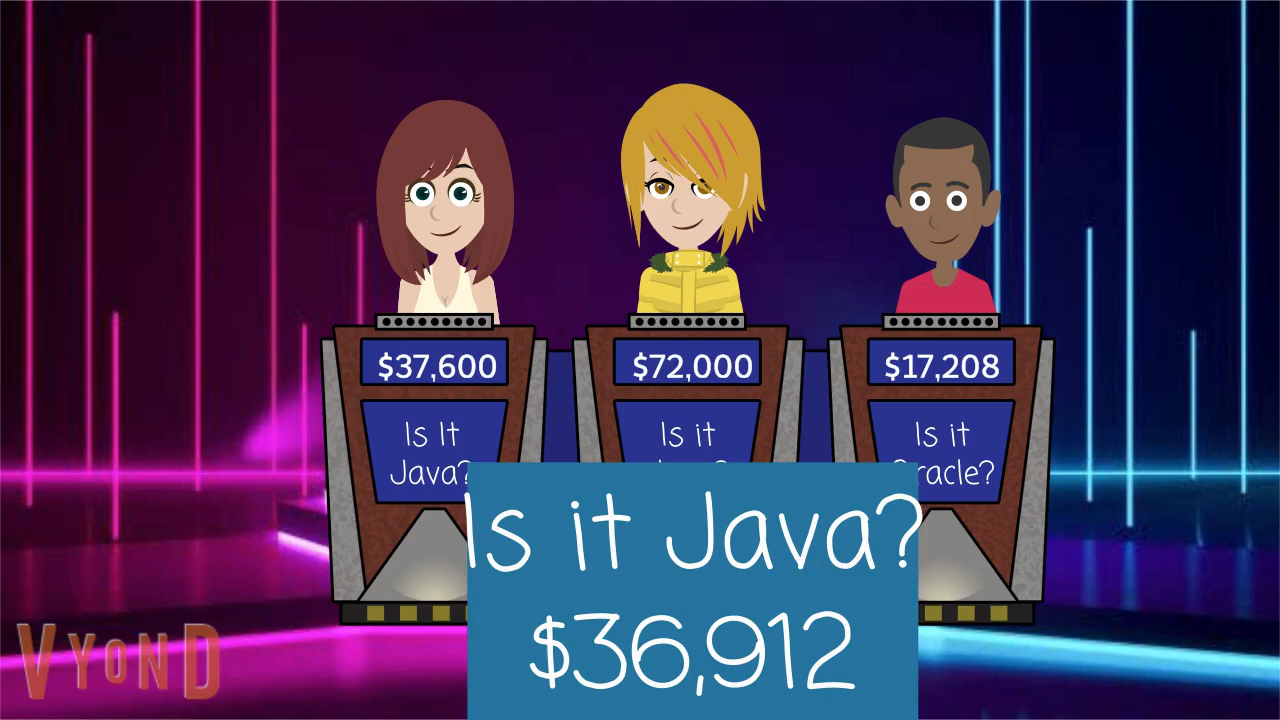 $37,600
$72,000
$17,208
Is It
Java?
Is it
Is it
Oracle?
Is it Java?
$36,912
VYOND